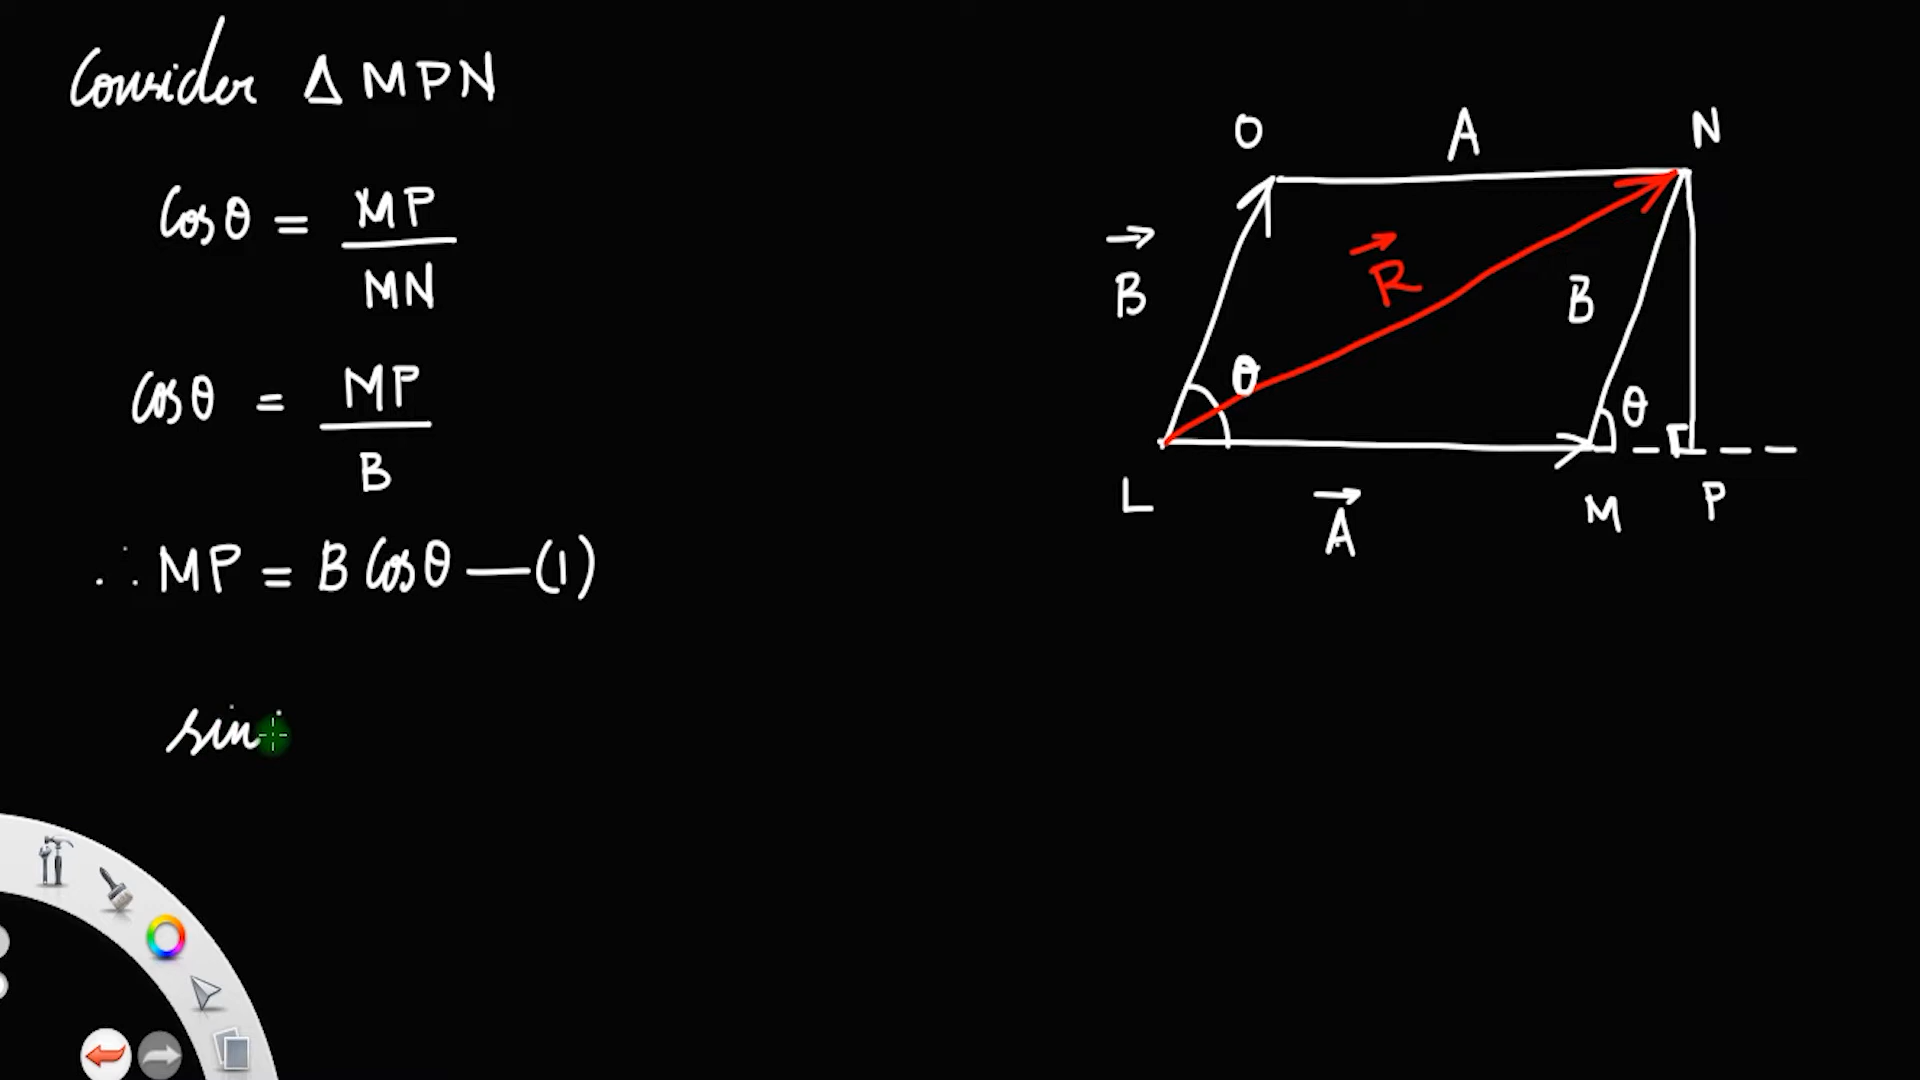 Consider Δ MPN
Cosθ = MP
MN
Cosθ = MP
B
∴ MP = B Cosθ — (1)
sin
O A N
B
R
B
θ
θ
L
A
M
P